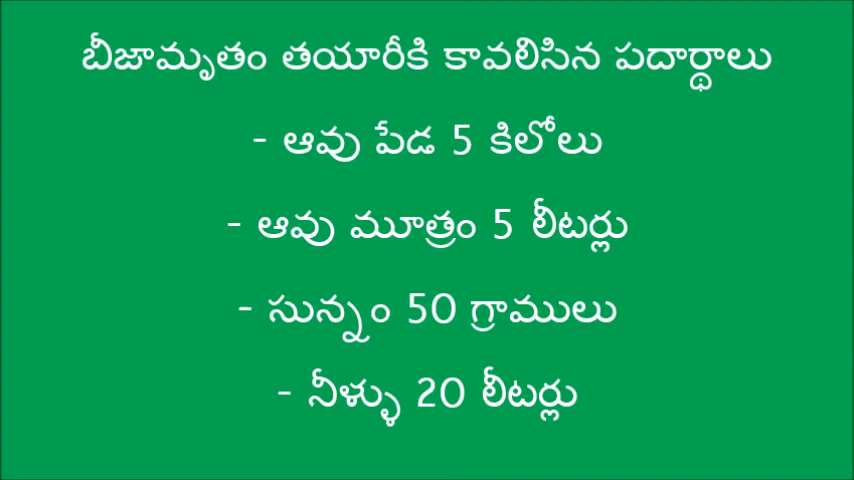 బీజామృతం తయారీకి కావలిసిన పదార్థాలు
- ఆవు పేడ 5 కిలోలు
- ఆవు మూత్రం 5 లీటర్లు
- సున్నం 50 గ్రాములు
- నీళ్ళు 20 లీటర్లు